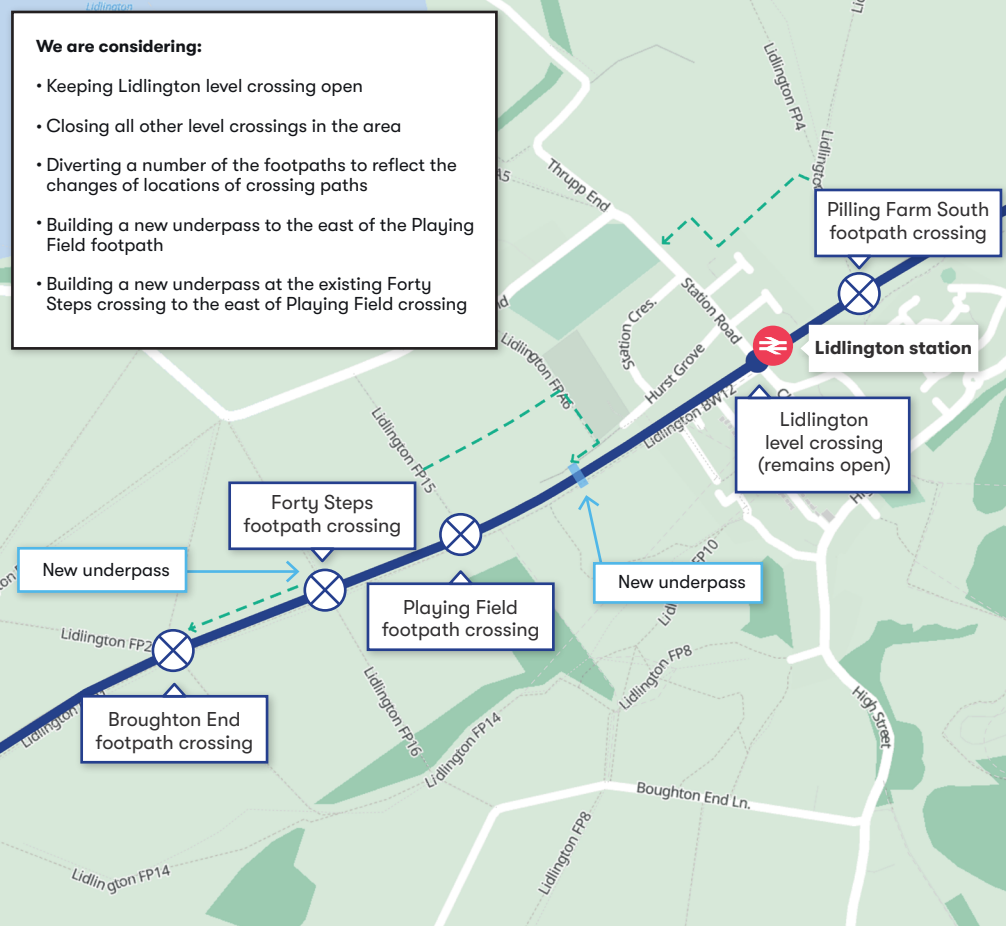 Lidlington
We are considering:
• Keeping Lidlington level crossing open
• Closing all other level crossings in the area
• Diverting a number of the footpaths to reflect the
changes of locations of crossing paths
• Building a new underpass to the east of the Playing
Field footpath
• Building a new underpass at the existing Forty
Steps crossing to the east of Playing Field crossing
Lidlington FP4
Thrupp End
Pilling Farm South
footpath crossing
Station Cres.
Station Road
Hurst Grove
Lidlington station
Lidlington FPA6
Lidlington BW12
Lidlington
level crossing
(remains open)
Lidlington FP15
Forty Steps
footpath crossing
New underpass
New underpass
Playing Field
footpath crossing
Lidlington FP2
Broughton End
footpath crossing
Lidlington FP16
Lidlington FP14
Lidlington FP8
High Street
Boughton End Ln.
Lidlington FP8
Lidlington FP14